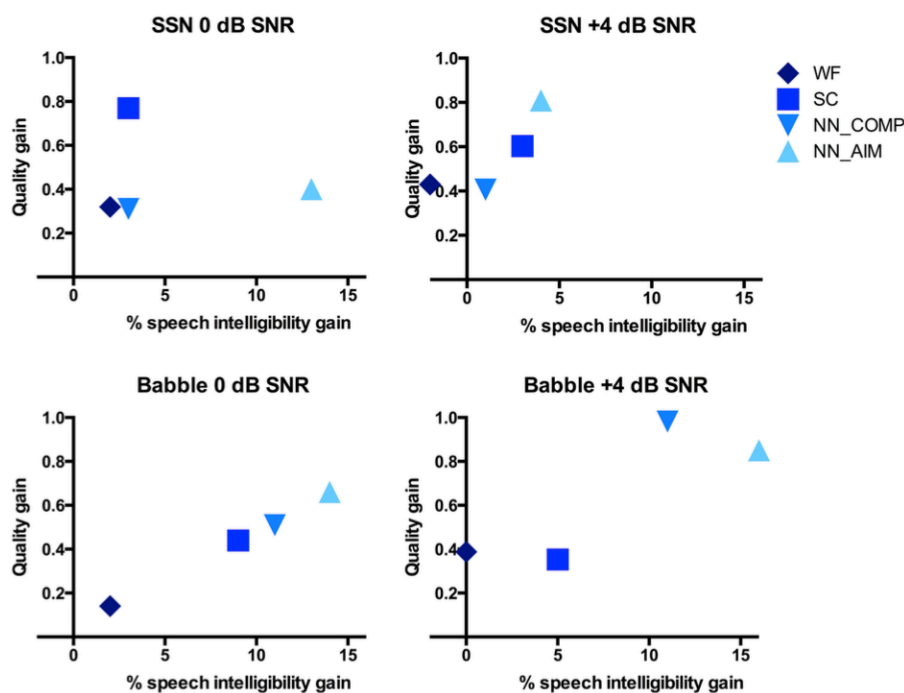 SSN 0 dB SNR
1.0
0.8
0.6
0.4
0.2
Quality gain
0
5
10
15
% speech intelligibility gain
SSN +4 dB SNR
1.0
0.8
0.6
0.4
0.2
Quality gain
0
5
10
15
% speech intelligibility gain
WF
SC
NN_COMP
NN_AIM
Babble 0 dB SNR
1.0
0.8
0.6
0.4
0.2
Quality gain
0
5
10
15
% speech intelligibility gain
Babble +4 dB SNR
1.0
0.8
0.6
0.4
0.2
Quality gain
0
5
10
15
% speech intelligibility gain